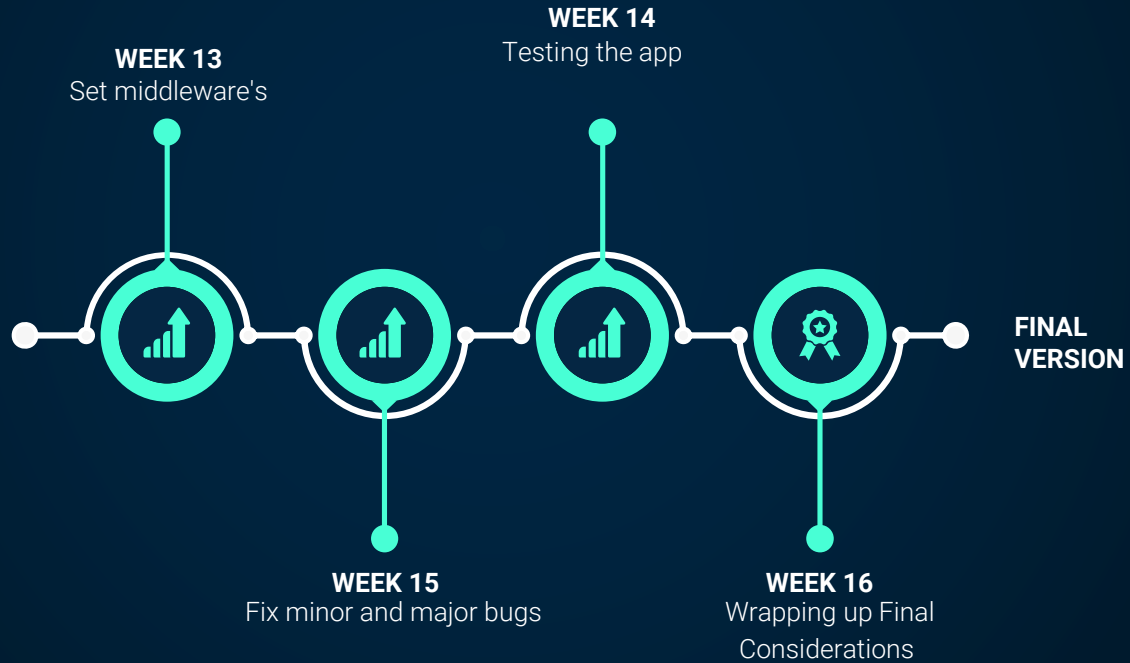 WEEK 13
Set middleware's
WEEK 14
Testing the app
FINAL
VERSION
WEEK 15
Fix minor and major bugs
WEEK 16
Wrapping up Final
Considerations